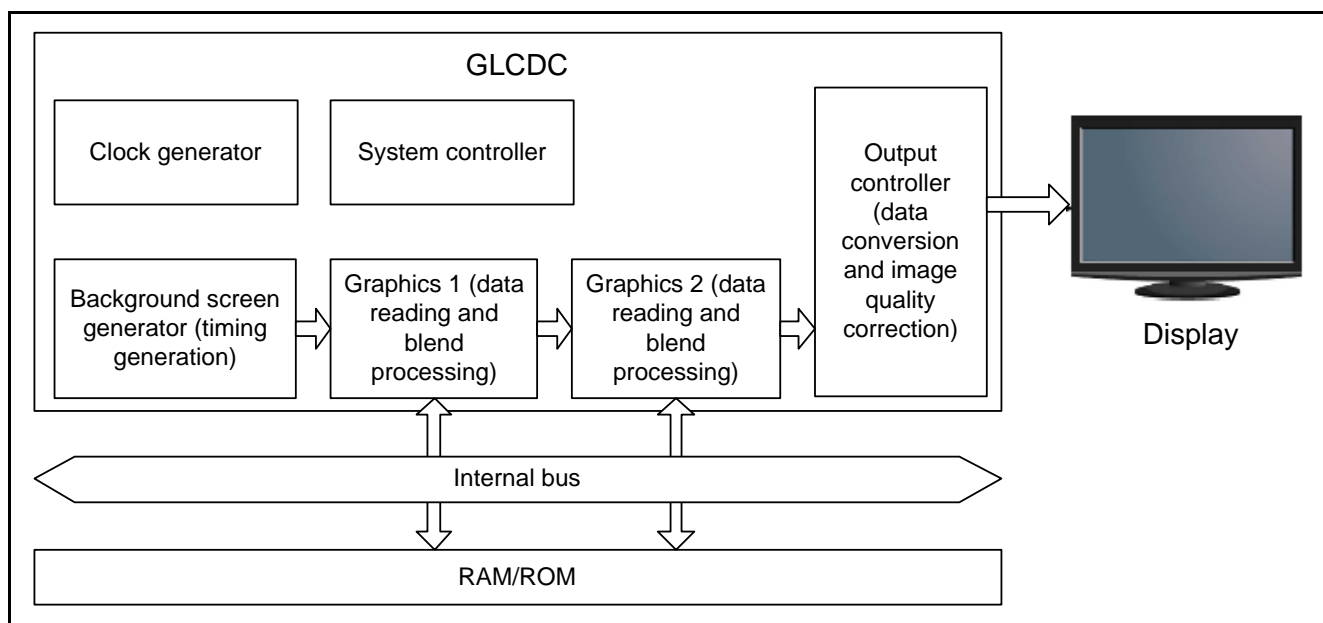 GLCDC
Clock generator
System controller
Output
controller
(data
conversion
and image
quality
correction)
Background screen
generator (timing
generation)
Graphics 1 (data
reading and
blend
processing)
Graphics 2 (data
reading and
blend
processing)
Display
Internal bus
RAM/ROM